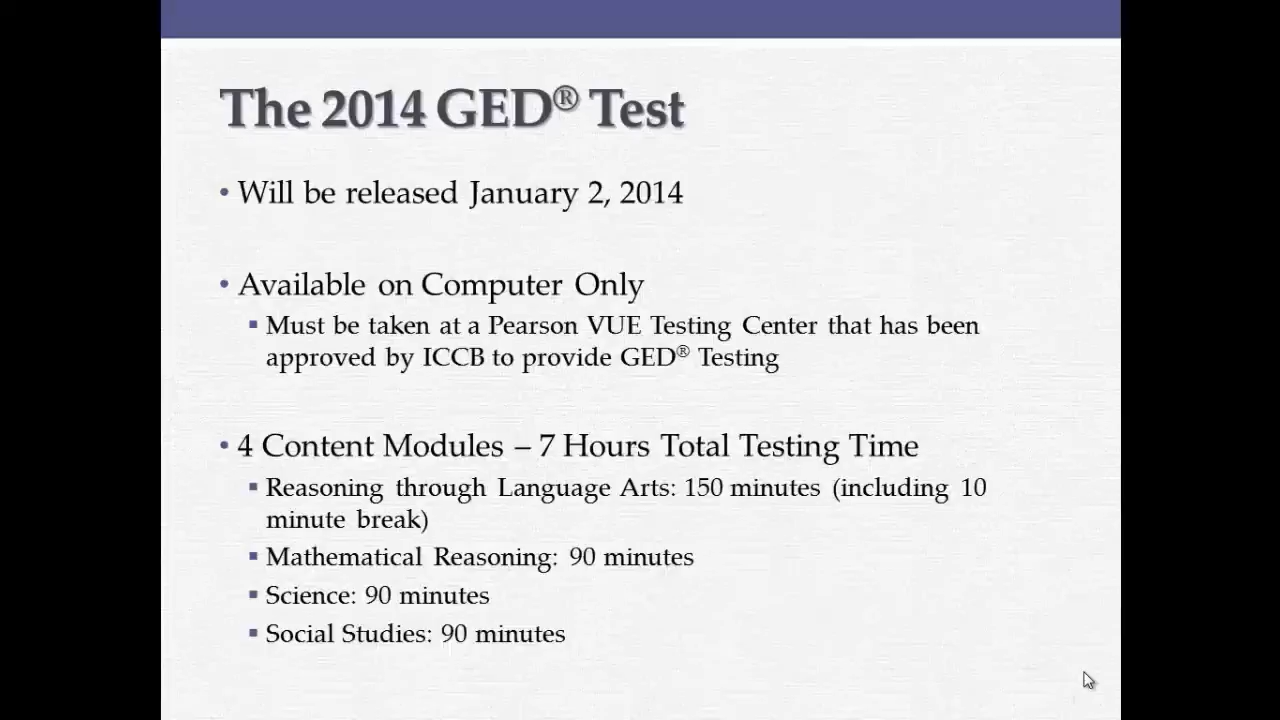 The 2014 GED® Test
• Will be released January 2, 2014
• Available on Computer Only
▪ Must be taken at a Pearson VUE Testing Center that has been
approved by ICCB to provide GED® Testing
• 4 Content Modules – 7 Hours Total Testing Time
▪ Reasoning through Language Arts: 150 minutes (including 10
minute break)
▪ Mathematical Reasoning: 90 minutes
▪ Science: 90 minutes
▪ Social Studies: 90 minutes